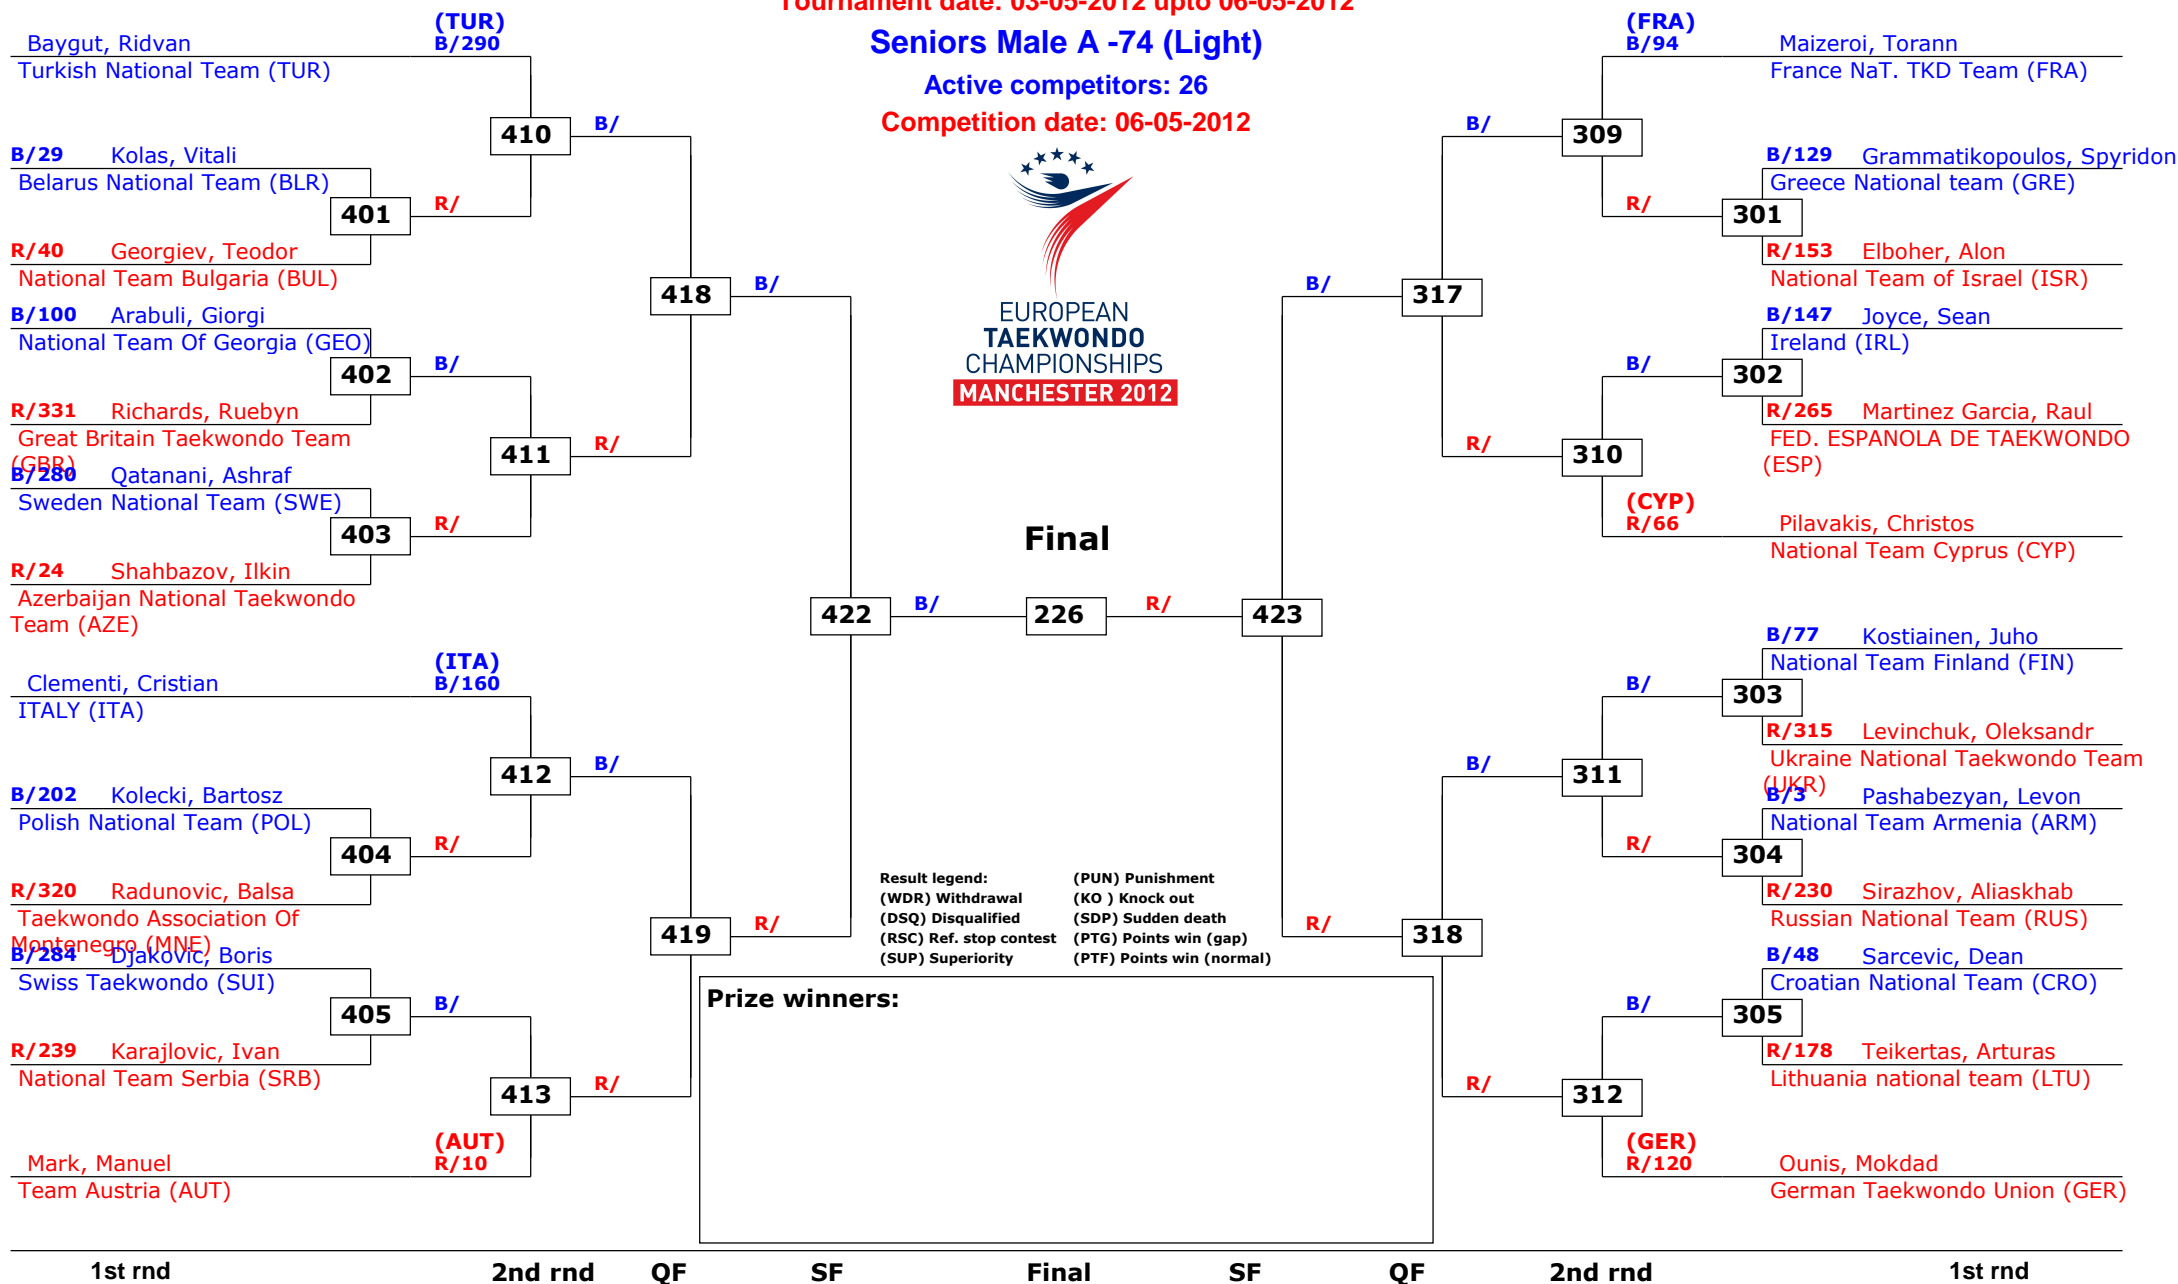 Tournament date: 03-05-2012 upto 06-05-2012
Seniors Male A -74 (Light)
Active competitors: 26
Competition date: 06-05-2012
EUROPEAN
TAEKWONDO
CHAMPIONSHIPS
MANCHESTER 2012
(TUR)
Baygut, Ridvan B/290
Turkish National Team (TUR)
410 B/
B/29 Kolas, Vitali
Belarus National Team (BLR)
401 R/
R/40 Georgiev, Teodor
National Team Bulgaria (BUL)
418 B/
B/100 Arabuli, Giorgi
National Team Of Georgia (GEO)
402 B/
R/331 Richards, Ruebyn
Great Britain Taekwondo Team
(GBR)
411 R/
B/280 Qatanani, Ashraf
Sweden National Team (SWE)
403 R/
R/24 Shahbazov, Ilkin
Azerbaijan National Taekwondo
Team (AZE)
422 B/
(ITA)
Clementi, Cristian B/160
ITALY (ITA)
412 B/
B/202 Kolecki, Bartosz
Polish National Team (POL)
404 R/
R/320 Radunovic, Balsa
Taekwondo Association Of
Montenegro (MNE)
419 R/
B/284 Djakovic, Boris
Swiss Taekwondo (SUI)
405 B/
R/239 Karajlovic, Ivan
National Team Serbia (SRB)
413 R/
(AUT)
Mark, Manuel R/10
Team Austria (AUT)
Final
226
(FRA)
B/94 Maizeroi, Torann
France NaT. TKD Team (FRA)
B/ 309
B/129 Grammatikopoulos, Spyridon
Greece National team (GRE)
R/ 301
R/153 Elboher, Alon
National Team of Israel (ISR)
B/ 317
B/147 Joyce, Sean
Ireland (IRL)
B/ 302
R/265 Martinez Garcia, Raul
FED. ESPANOLA DE TAEKWONDO
(ESP)
R/ 310
(CYP)
R/66 Pilavakis, Christos
National Team Cyprus (CYP)
R/ 423
B/77 Kostiainen, Juho
National Team Finland (FIN)
B/ 303
R/315 Levinchuk, Oleksandr
Ukraine National Taekwondo Team
(UKR)
B/ 311
B/3 Pashabezyan, Levon
National Team Armenia (ARM)
R/ 304
R/230 Sirazhov, Aliaskhab
Russian National Team (RUS)
R/ 318
B/48 Sarcevic, Dean
Croatian National Team (CRO)
B/ 305
R/178 Teikertas, Arturas
Lithuania national team (LTU)
R/ 312
(GER)
R/120 Ounis, Mokdad
German Taekwondo Union (GER)
Result legend: (PUN) Punishment
(WDR) Withdrawal (KO ) Knock out
(DSQ) Disqualified (SDP) Sudden death
(RSC) Ref. stop contest (PTG) Points win (gap)
(SUP) Superiority (PTF) Points win (normal)
Prize winners:
1st rnd 2nd rnd QF SF Final SF QF 2nd rnd 1st rnd